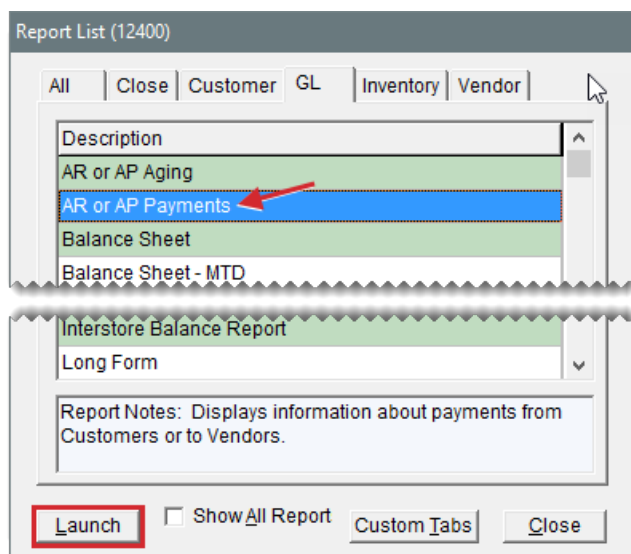 Report List (12400)
All Close Customer GL Inventory Vendor
Description
AR or AP Aging
AR or AP Payments
Balance Sheet
Balance Sheet - MTD
Interstore Balance Report
Long Form
Report Notes: Displays information about payments from
Customers or to Vendors.
Launch Show All Report Custom Tabs Close